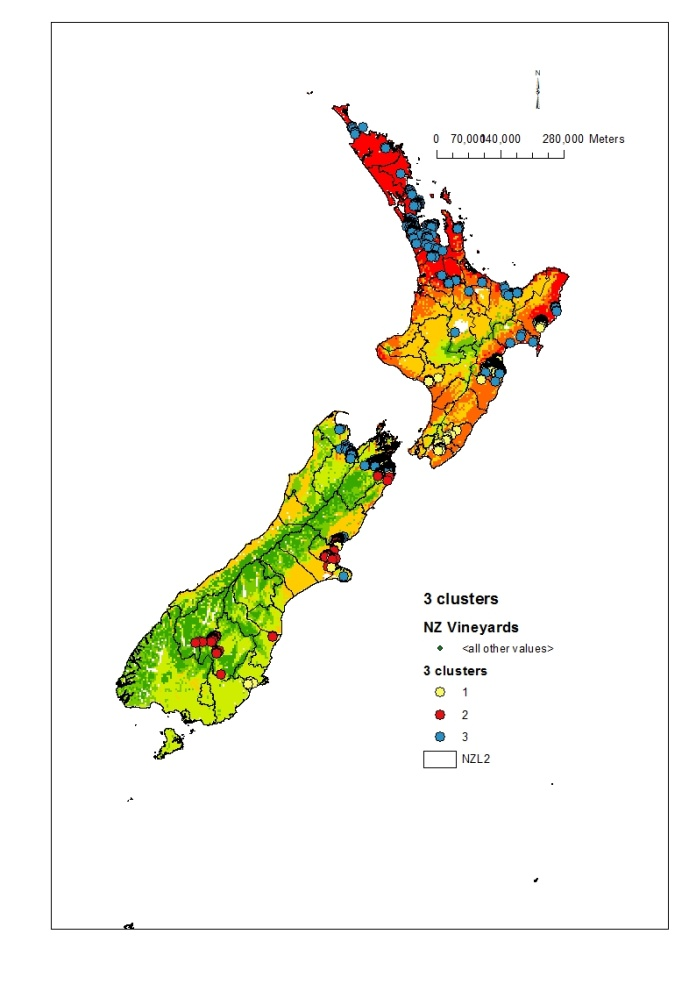 N
0 70,000140,000 280,000 Meters
3 clusters
NZ Vineyards
<all other values>
3 clusters
1
2
3
NZL2